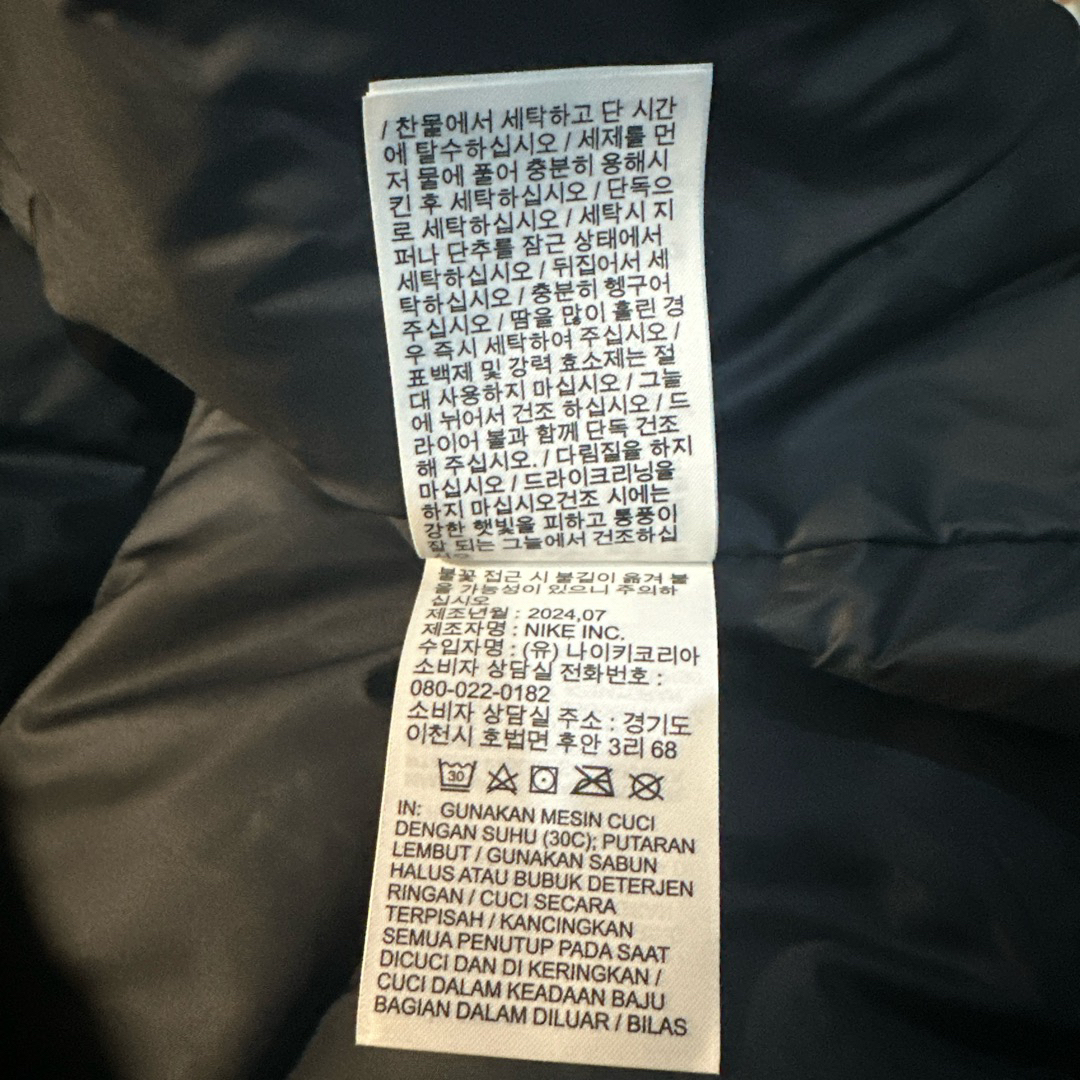 / 찬물에서 세탁하고 단 시간
에 탈수하십시오 / 세제를 먼
저 물에 풀어 충분히 용해시
킨 후 세탁하십시오 / 단독으
로 세탁하십시오 / 세탁시 지
퍼나 단추를 잠근 상태에서
세탁하십시오 / 뒤집어서 세
탁하십시오 / 충분히 헹구어
주십시오 / 땀을 많이 흘린 경
우 즉시 세탁하여 주십시오 /
표백제 및 강력 효소제는 절
대 사용하지 마십시오 / 그늘
에 뉘어서 건조 하십시오 / 드
라이어 볼과 함께 단독 건조
해 주십시오. / 다림질을 하지
마십시오 / 드라이크리닝을
하지 마십시오건조 시에는
강한 햇빛을 피하고 통풍이
잘 되는 그늘에서 건조하십
불꽃 접근 시 불길이 옮겨 붙
을 가능성이 있으니 주의하
십시오
제조년월 : 2024,07
제조자명 : NIKE INC.
수입자명 : (유) 나이키코리아
소비자 상담실 전화번호 :
080-022-0182
소비자 상담실 주소 : 경기도
이천시 호법면 후안 3리 68
30
IN: GUNAKAN MESIN CUCI
DENGAN SUHU (30C); PUTARAN
LEMBUT / GUNAKAN SABUN
HALUS ATAU BUBUK DETERJEN
RINGAN / CUCI SECARA
TERPISAH / KANCINGKAN
SEMUA PENUTUP PADA SAAT
DICUCI DAN DI KERINGKAN /
CUCI DALAM KEADAAN BAJU
BAGIAN DALAM DILUAR / BILAS